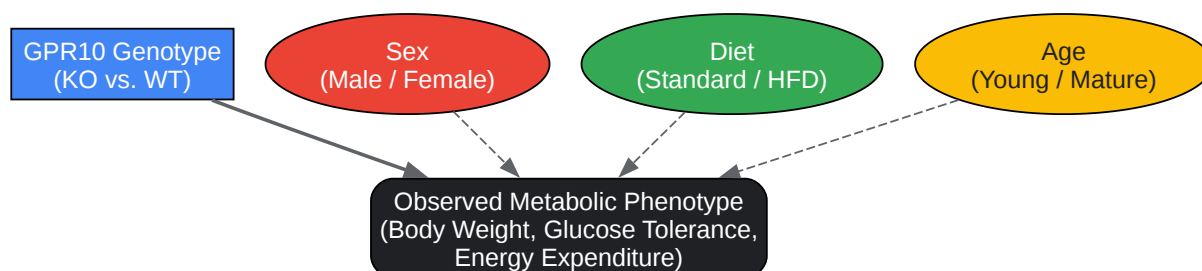 GPR10 Genotype
(KO vs. WT)
Sex
(Male / Female)
Diet
(Standard / HFD)
Age
(Young / Mature)
Observed Metabolic Phenotype
(Body Weight, Glucose Tolerance,
Energy Expenditure)